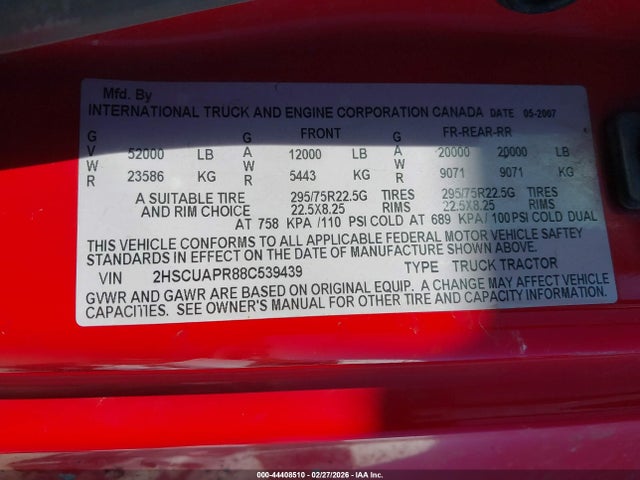 Mfd. By
INTERNATIONAL TRUCK AND ENGINE CORPORATION CANADA DATE 05-2007
G G FRONT A FR-REAR-RR
V 52000 LB A 12000 LB A 20000 20000 LB
W W W
R 23586 KG R 5443 KG R 9071 9071 KG
A SUITABLE TIRE 295/75R22.5G TIRES 295/75R22.5G TIRES
AND RIM CHOICE 22.5X8.25 RIMS 22.5X8.25 RIMS
AT 758 KPA /110 PSI COLD AT 689 KPA/ 100 PSI COLD DUAL
THIS VEHICLE CONFORMS TO ALL APPLICABLE FEDERAL MOTOR VEHICLE SAFTEY
STANDARDS IN EFFECT ON THE DATE OF MANUFACTURE SHOWN ABOVE.
VIN 2HSCUAPR88C539439 TYPE TRUCK TRACTOR
GVWR AND GAWR ARE BASED ON ORIGINAL EQUIP. A CHANGE MAY AFFECT VEHICLE
CAPACITIES. SEE OWNER'S MANUAL FOR OTHER TIRE AND CAPACITY INFORMATION.
000-44408510 - 02/27/2026 - IAA Inc.